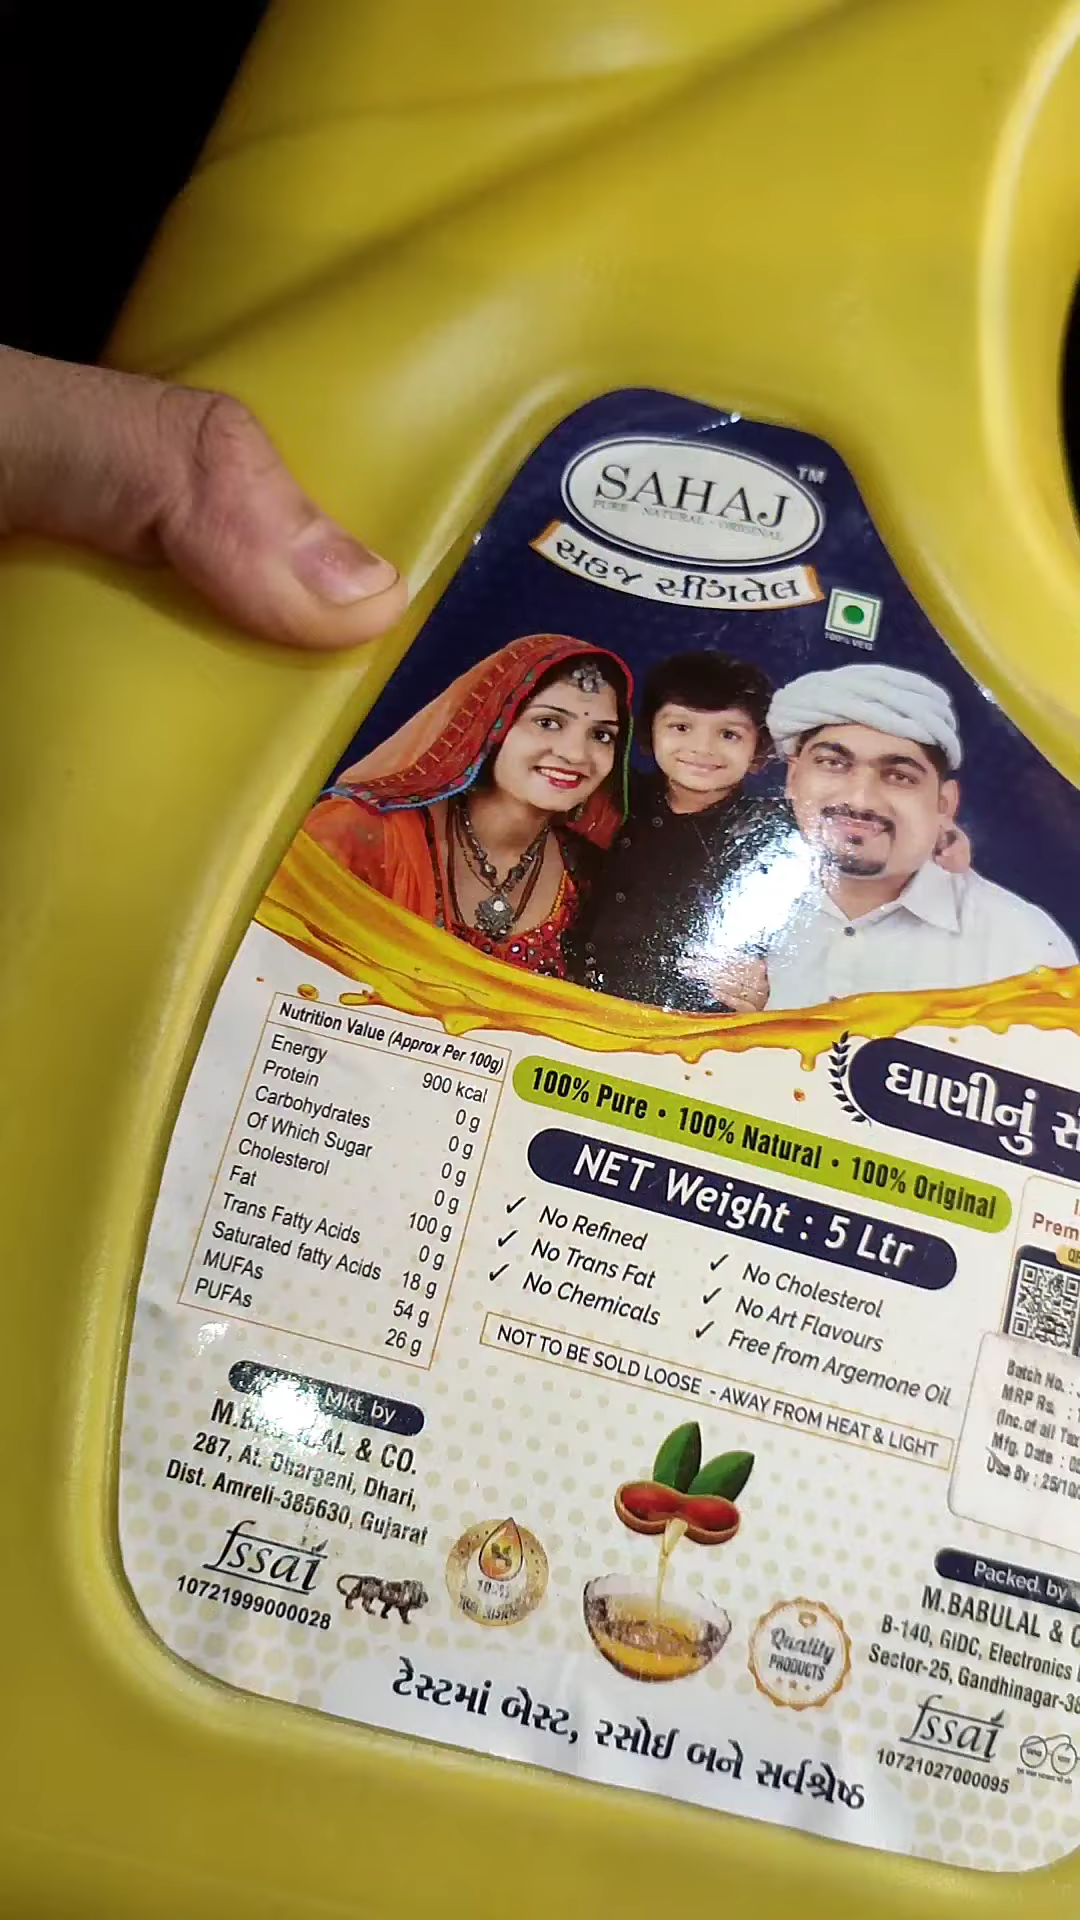 SAHAJ
TM
PURE NATURAL - ORIGINAL
સહજ સીંગતેલ
100% VEG
Nutrition Value (Approx Per 100g)
Energy 900 kcal
Protein 0 g
Carbohydrates 0 g
Of Which Sugar 0 g
Cholesterol 0 g
Fat 100 g
Trans Fatty Acids 0 g
Saturated fatty Acids 18 g
MUFAs 54 g
PUFAs 26 g
ઘાણીનું
100% Pure • 100% Natural • 100% Original
NET Weight : 5 Ltr
✓ No Refined
✓ No Trans Fat
✓ No Chemicals
✓ No Cholesterol
✓ No Art Flavours
✓ Free from Argemone Oil
NOT TO BE SOLD LOOSE - AWAY FROM HEAT & LIGHT
Batch No. :
MRP Rs. :
(Inc. of all Tax
Mfg. Date :
Use By : 25/10/
Mkt. by
& CO.
287, At. Dhargani, Dhari,
Dist. Amreli-385630, Gujarat
fssai
10721999000028
Quality
PRODUCTS
Packed. by
M.BABULAL &
B-140, GIDC, Electronics
Sector-25, Gandhinagar-38
fssai
10721027000095
ટેસ્ટમાં બેસ્ટ, રસોઈ બને સર્વશ્રેષ્ઠ